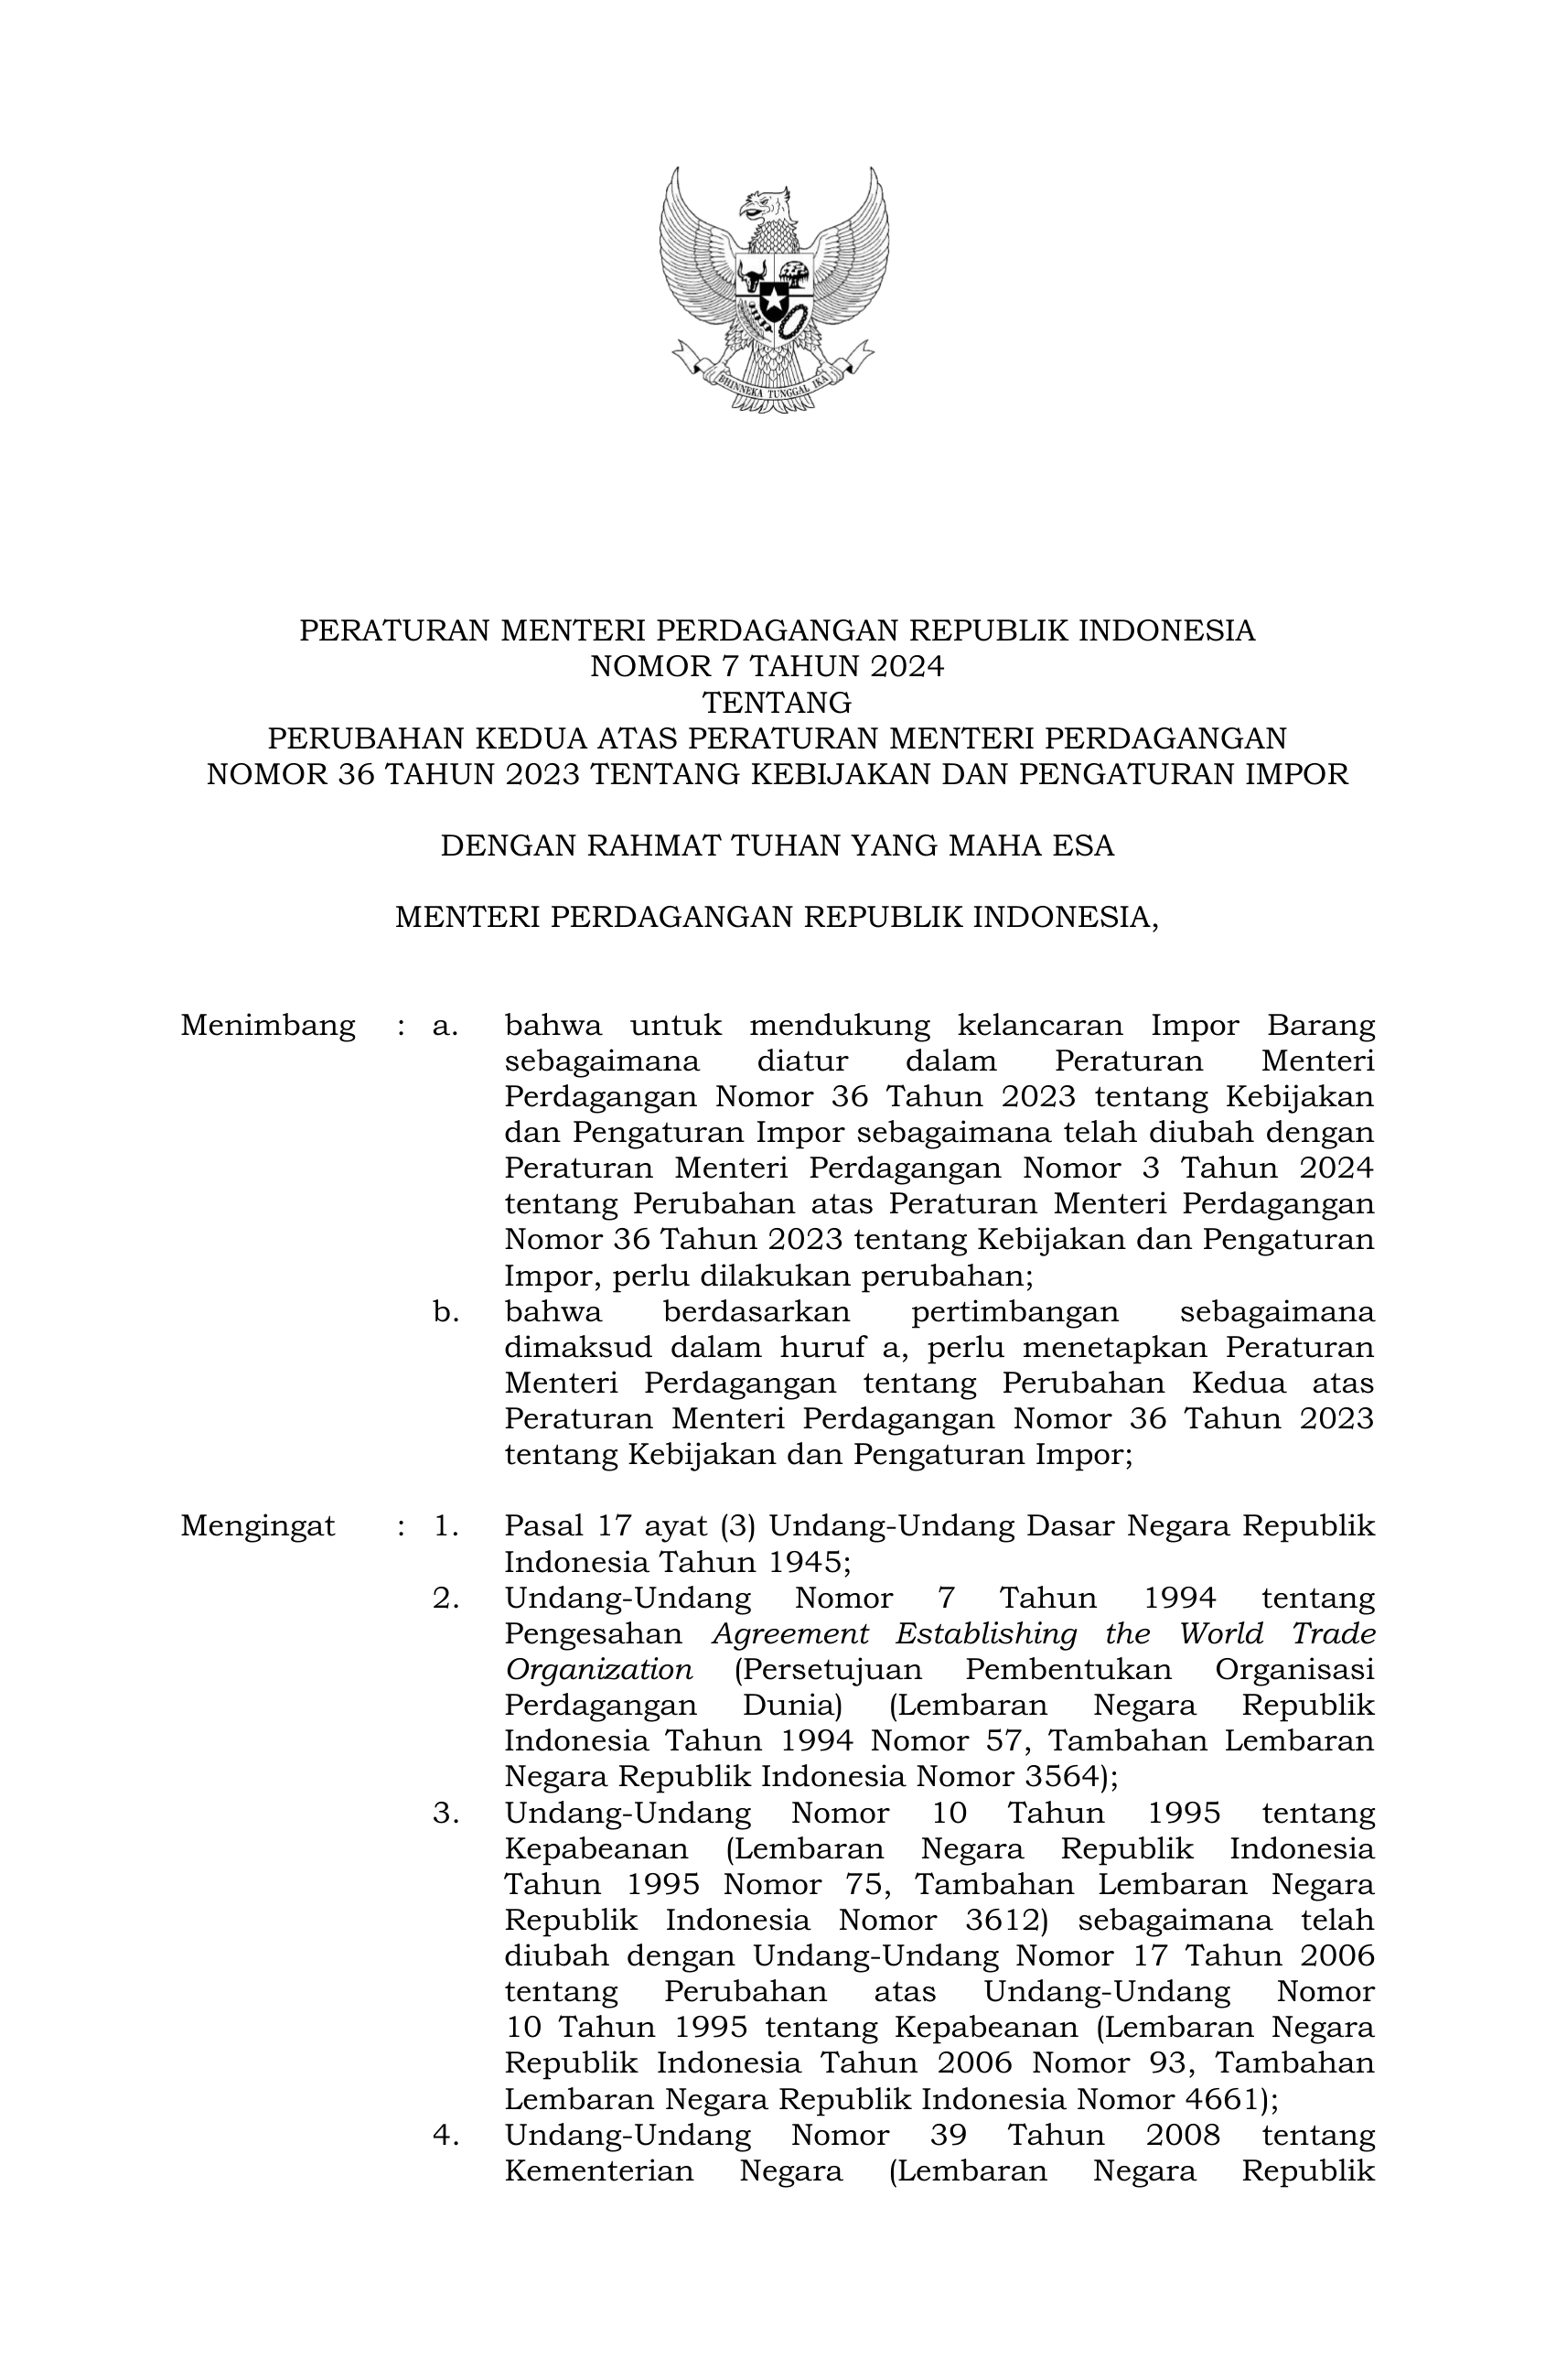 BHINNEKA TUNGGAL IKA
PERATURAN MENTERI PERDAGANGAN REPUBLIK INDONESIA
NOMOR 7 TAHUN 2024
TENTANG
PERUBAHAN KEDUA ATAS PERATURAN MENTERI PERDAGANGAN
NOMOR 36 TAHUN 2023 TENTANG KEBIJAKAN DAN PENGATURAN IMPOR
DENGAN RAHMAT TUHAN YANG MAHA ESA
MENTERI PERDAGANGAN REPUBLIK INDONESIA,
Menimbang : a. bahwa untuk mendukung kelancaran Impor Barang
sebagaimana diatur dalam Peraturan Menteri
Perdagangan Nomor 36 Tahun 2023 tentang Kebijakan
dan Pengaturan Impor sebagaimana telah diubah dengan
Peraturan Menteri Perdagangan Nomor 3 Tahun 2024
tentang Perubahan atas Peraturan Menteri Perdagangan
Nomor 36 Tahun 2023 tentang Kebijakan dan Pengaturan
Impor, perlu dilakukan perubahan;
b. bahwa berdasarkan pertimbangan sebagaimana
dimaksud dalam huruf a, perlu menetapkan Peraturan
Menteri Perdagangan tentang Perubahan Kedua atas
Peraturan Menteri Perdagangan Nomor 36 Tahun 2023
tentang Kebijakan dan Pengaturan Impor;
Mengingat : 1. Pasal 17 ayat (3) Undang-Undang Dasar Negara Republik
Indonesia Tahun 1945;
2. Undang-Undang Nomor 7 Tahun 1994 tentang
Pengesahan Agreement Establishing the World Trade
Organization (Persetujuan Pembentukan Organisasi
Perdagangan Dunia) (Lembaran Negara Republik
Indonesia Tahun 1994 Nomor 57, Tambahan Lembaran
Negara Republik Indonesia Nomor 3564);
3. Undang-Undang Nomor 10 Tahun 1995 tentang
Kepabeanan (Lembaran Negara Republik Indonesia
Tahun 1995 Nomor 75, Tambahan Lembaran Negara
Republik Indonesia Nomor 3612) sebagaimana telah
diubah dengan Undang-Undang Nomor 17 Tahun 2006
tentang Perubahan atas Undang-Undang Nomor
10 Tahun 1995 tentang Kepabeanan (Lembaran Negara
Republik Indonesia Tahun 2006 Nomor 93, Tambahan
Lembaran Negara Republik Indonesia Nomor 4661);
4. Undang-Undang Nomor 39 Tahun 2008 tentang
Kementerian Negara (Lembaran Negara Republik